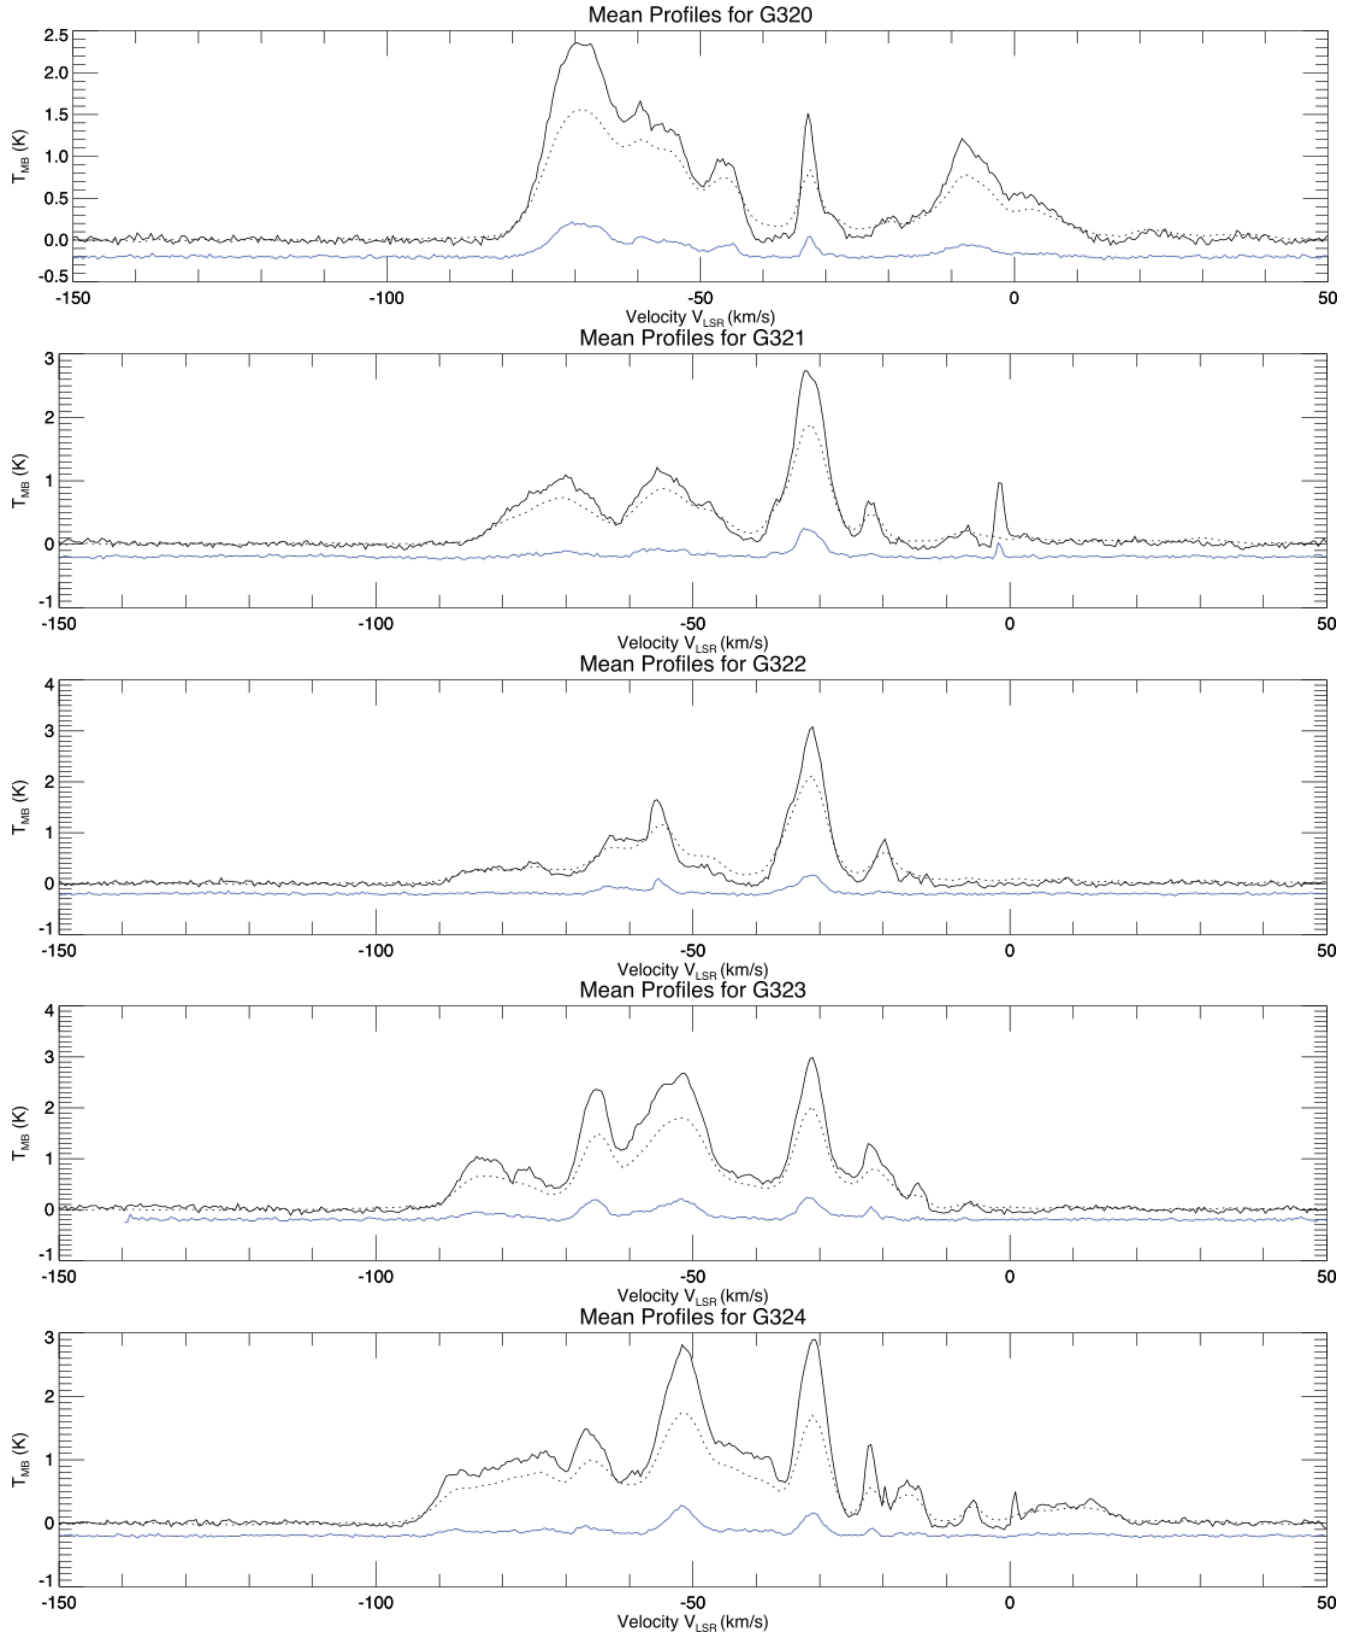 Mean Profiles for G320
2.5
2.0
1.5
1.0
0.5
0.0
-0.5
T_MB (K)
-150 -100 -50 0 50
Velocity V_LSR (km/s)
Mean Profiles for G321
3
2
1
0
-1
T_MB (K)
-150 -100 -50 0 50
Velocity V_LSR (km/s)
Mean Profiles for G322
4
3
2
1
0
-1
T_MB (K)
-150 -100 -50 0 50
Velocity V_LSR (km/s)
Mean Profiles for G323
4
3
2
1
0
-1
T_MB (K)
-150 -100 -50 0 50
Velocity V_LSR (km/s)
Mean Profiles for G324
3
2
1
0
-1
T_MB (K)
-150 -100 -50 0 50
Velocity V_LSR (km/s)